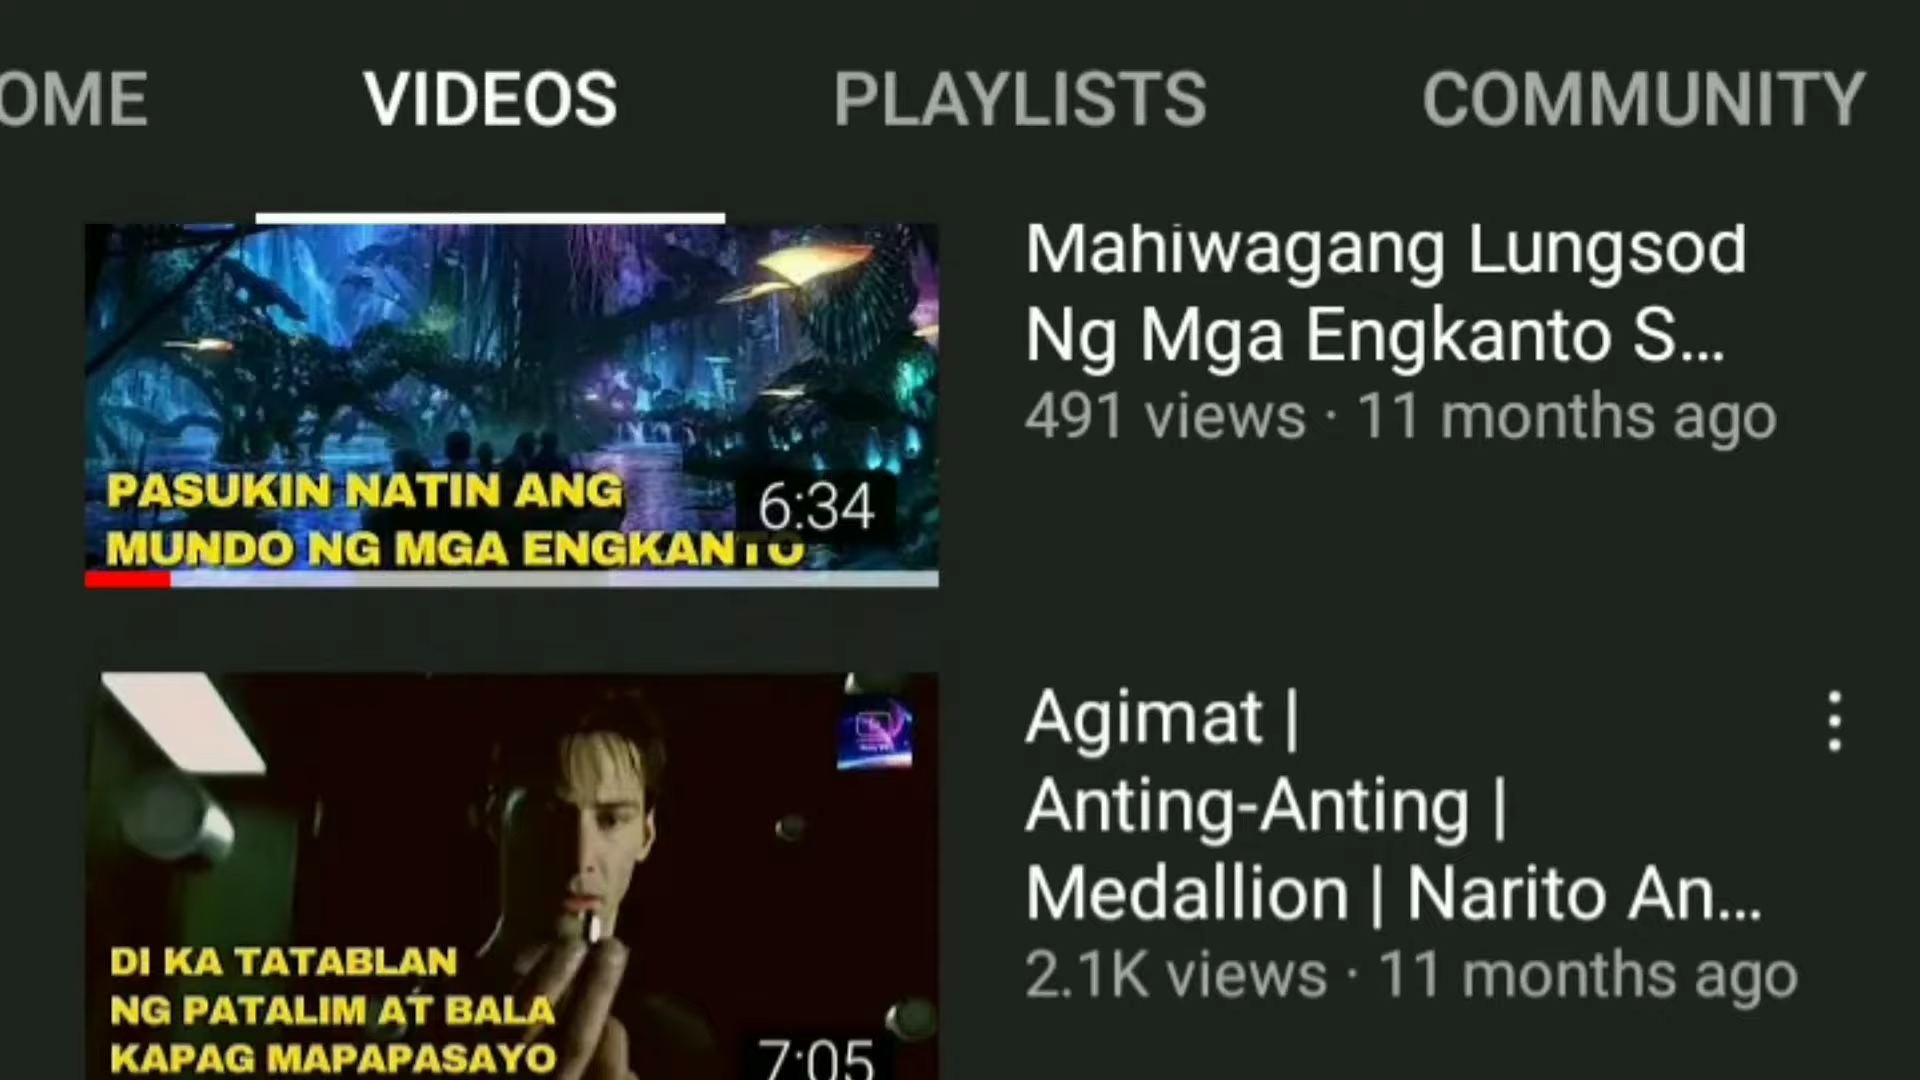 OME VIDEOS PLAYLISTS COMMUNITY
PASUKIN NATIN ANG
MUNDO NG MGA ENGKANTO
6:34
Mahiwagang Lungsod
Ng Mga Engkanto S...
491 views · 11 months ago
DI KA TATABLAN
NG PATALIM AT BALA
KAPAG MAPAPASAYO
7:05
Agimat |
Anting-Anting |
Medallion | Narito An...
2.1K views · 11 months ago